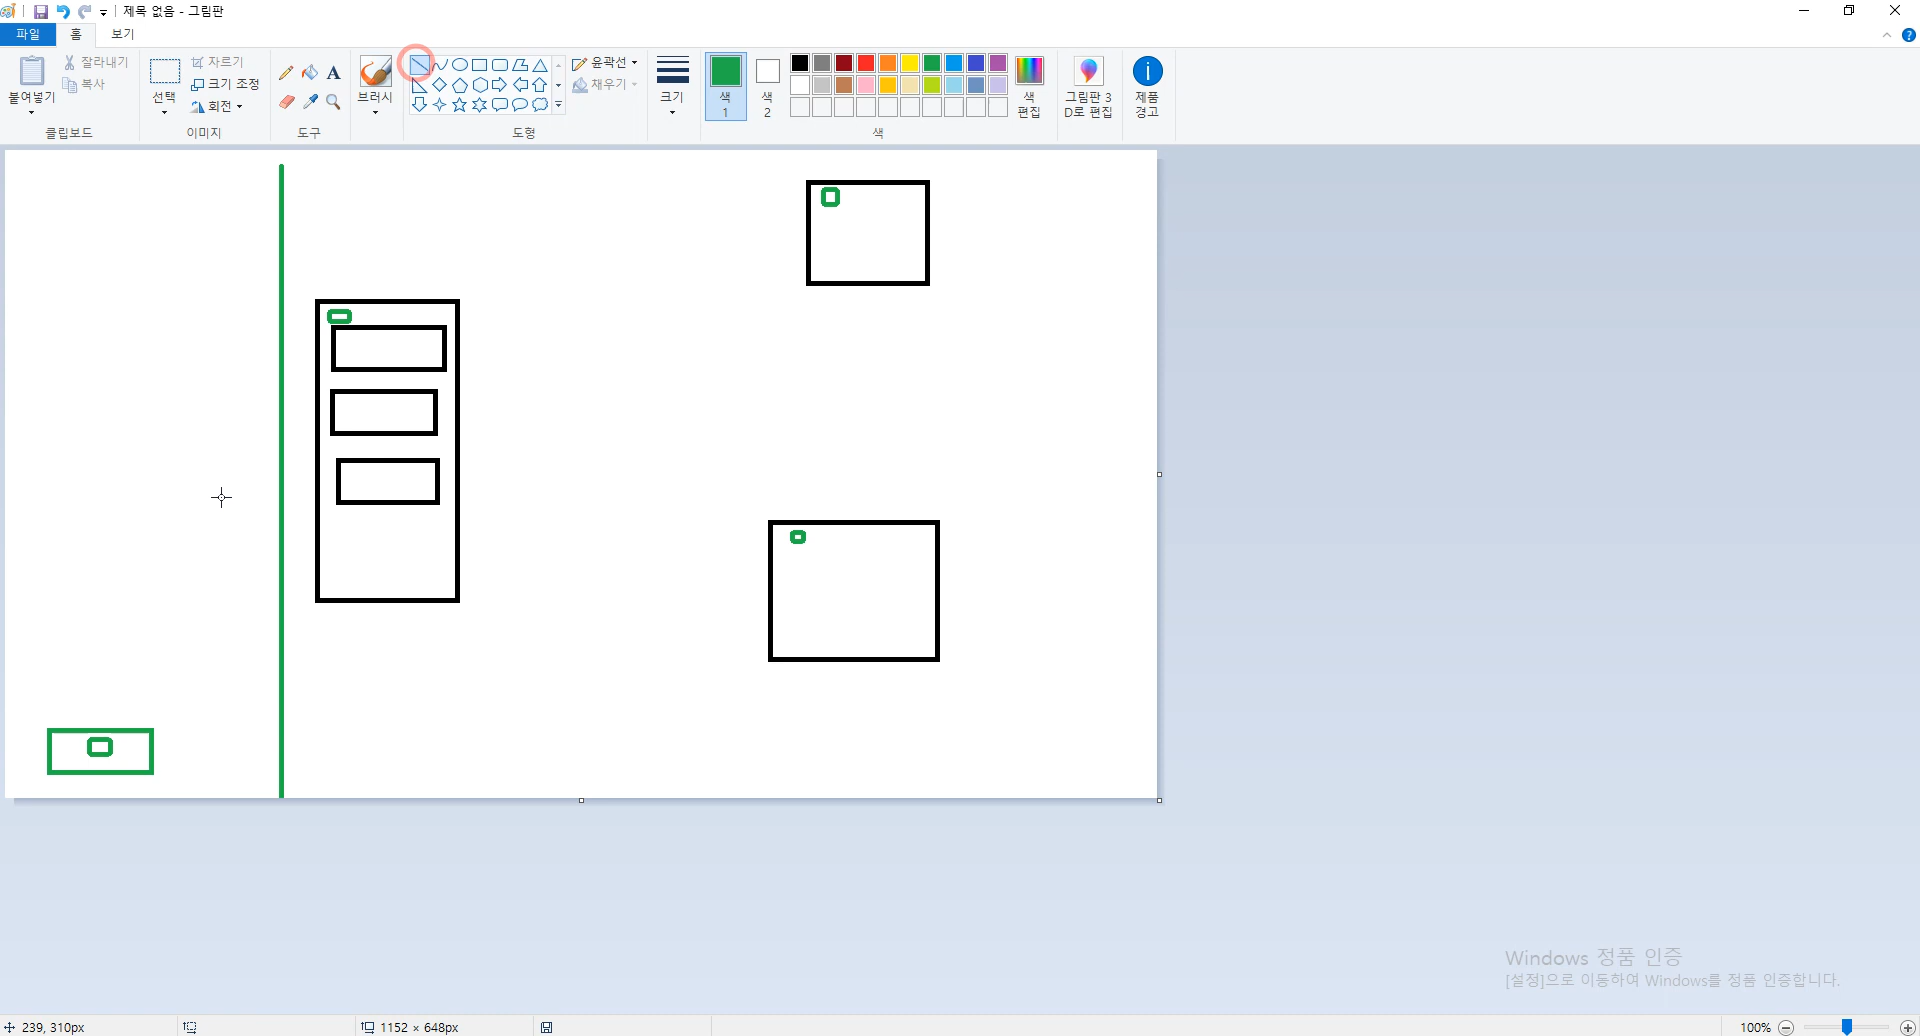 제목 없음 - 그림판
파일 홈 보기
붙여넣기
잘라내기
복사
클립보드
선택
자르기
크기 조정
회전
이미지
A
도구
브러시
윤곽선
채우기
도형
크기
색
1
색
2
색
편집
색
그림판 3
D로 편집
제품
경고
Windows 정품 인증
[설정]으로 이동하여 Windows를 정품 인증합니다.
239, 310px
1152 × 648px
100%